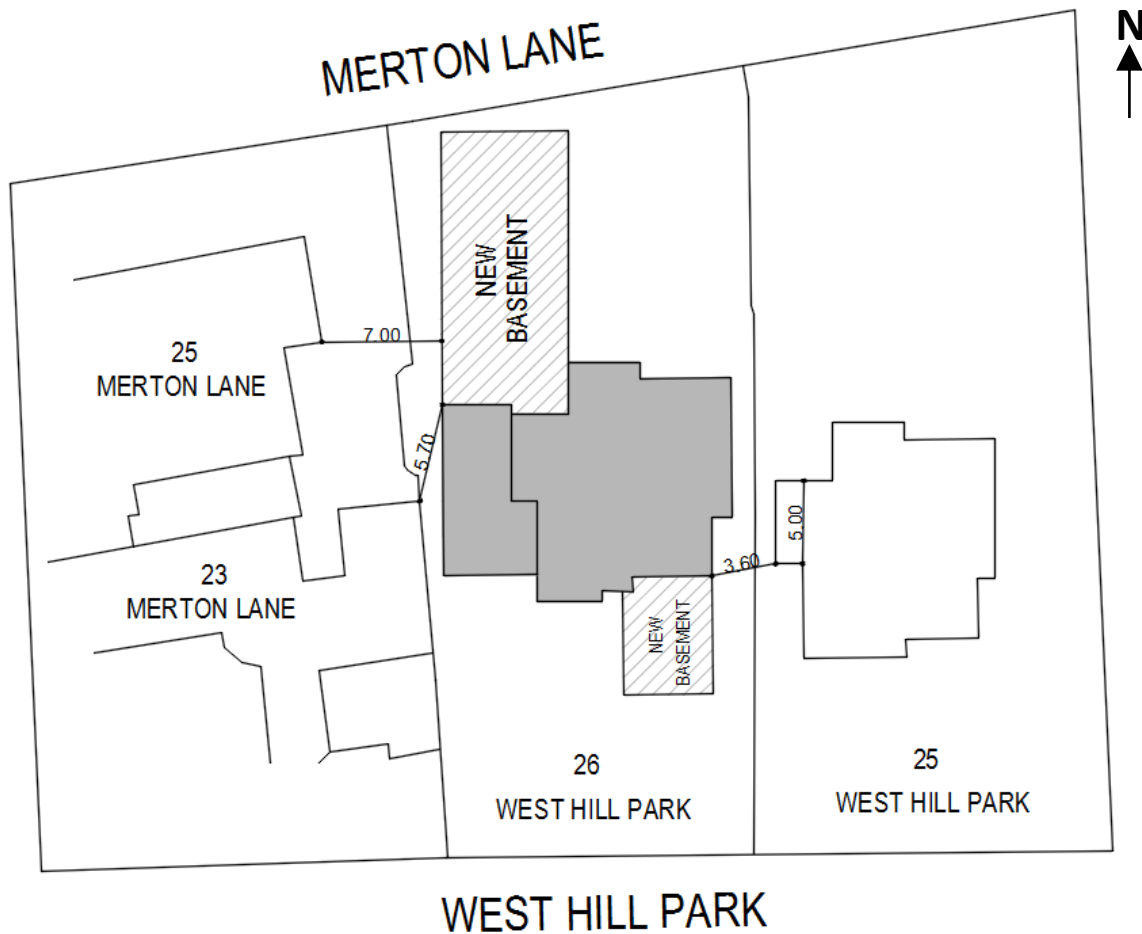 MERTON LANE
N
NEW
BASEMENT
7.00
25
MERTON LANE
5.70
5.00
3.60
23
MERTON LANE
NEW
BASEMENT
26
WEST HILL PARK
25
WEST HILL PARK
WEST HILL PARK